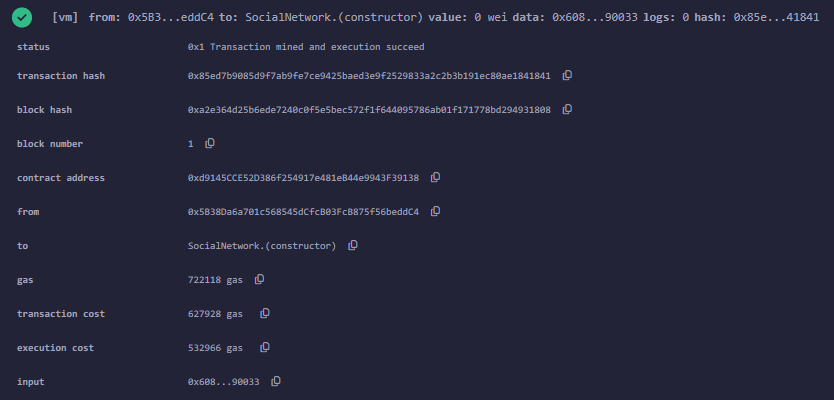 [vm] from: 0x5B3...eddC4 to: SocialNetwork.(constructor) value: 0 wei data: 0x608...90033 logs: 0 hash: 0x85e...41841
status 0x1 Transaction mined and execution succeed
transaction hash 0x85ed7b9085d9f7ab9fe7ce9425baed3e9f2529833a2c2b3b191ec80ae1841841
block hash 0xa2e364d25b6ede7240c0f5e5bec572f1f644095786ab01f171778bd294931808
block number 1
contract address 0xd9145CCE52D386f254917e481eB44e9943F39138
from 0x5B38Da6a701c568545dCfcB03FcB875f56beddC4
to SocialNetwork.(constructor)
gas 722118 gas
transaction cost 627928 gas
execution cost 532966 gas
input 0x608...90033